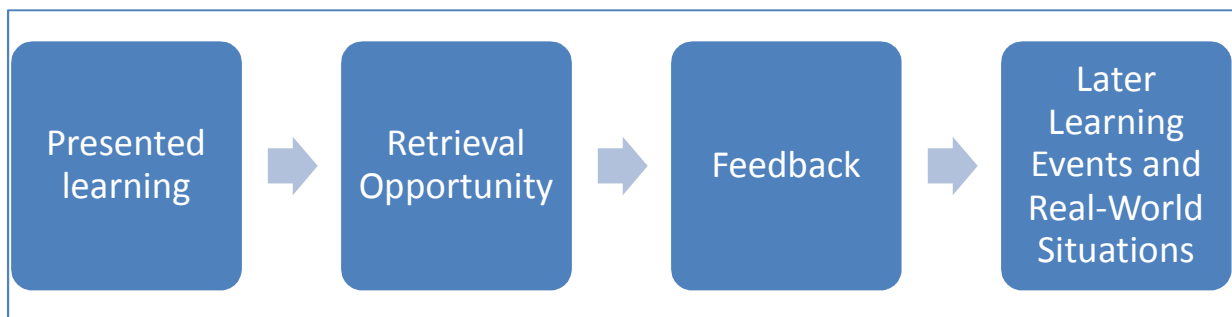 Presented
learning
Retrieval
Opportunity
Feedback
Later
Learning
Events and
Real-World
Situations